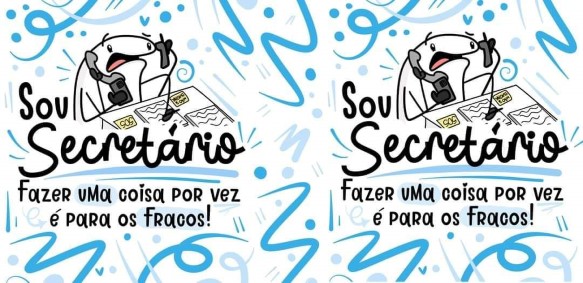 Sou
Secretário
Fazer uma coisa por vez
é para os fracos!
Sou
Secretário
Fazer uma coisa por vez
é para os fracos!